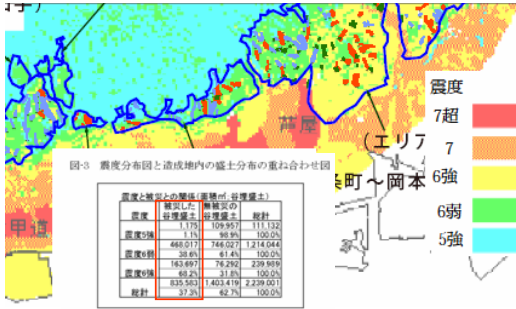 震度
7超
7
6強
6弱
5強
芦屋
(エリア
条町～岡本
甲道
図-3 震度分布図と造成地内の盛土分布の重ね合わせ図
震度と被災との関係(面積㎡:谷埋盛土)
震度 被災した谷埋盛土 無被災の谷埋盛土 総計
震度5強 1,175 109,957 111,132
1.1% 98.9% 100.0%
震度6弱 468,017 746,027 1,214,044
38.6% 61.4% 100.0%
震度6強 163,697 76,292 239,989
68.2% 31.8% 100.0%
総計 835,583 1,403,419 2,239,001
37.3% 62.7% 100.0%